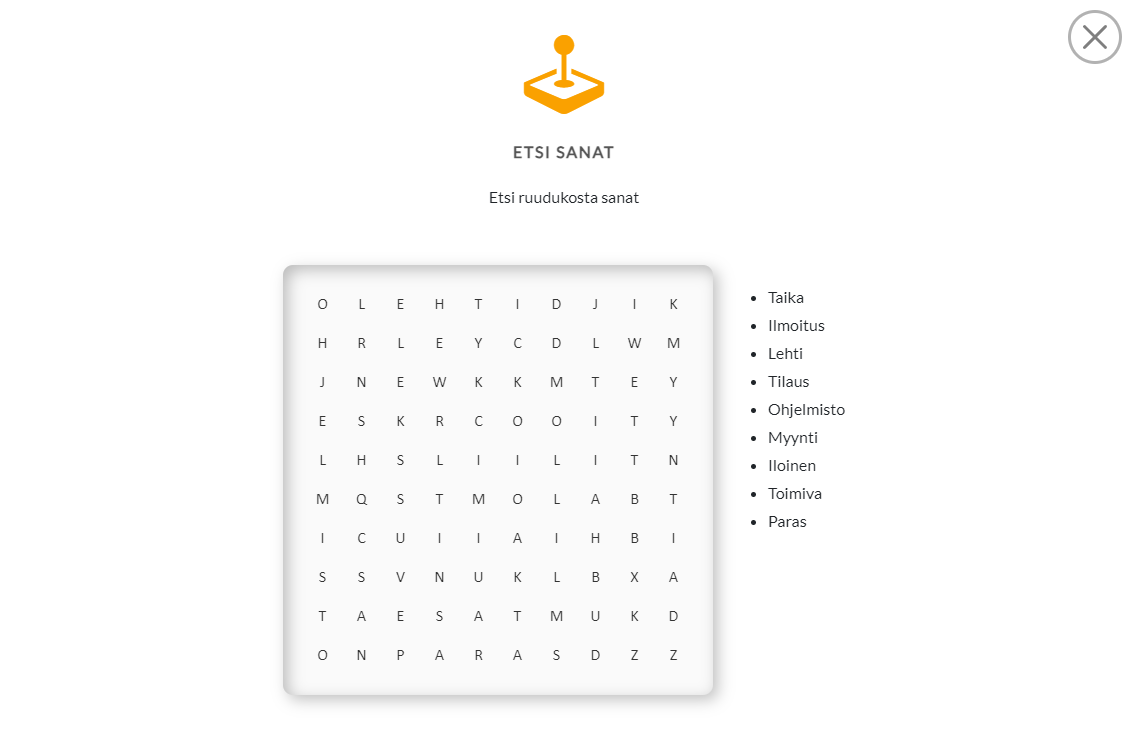 ETSI SANAT
Etsi ruudukosta sanat
O L E H T I D J I K
H R L E Y C D L W M
J N E W K K M T E Y
E S K R C O O I T Y
L H S L I I L I T N
M Q S T M O L A B T
I C U I I A I H B I
S S V N U K L B X A
T A E S A T M U K D
O N P A R A S D Z Z
Taika
Ilmoitus
Lehti
Tilaus
Ohjelmisto
Myynti
Iloinen
Toimiva
Paras